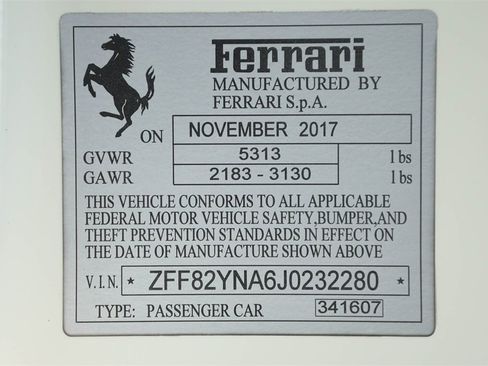 Ferrari
MANUFACTURED BY
FERRARI S.p.A.
ON NOVEMBER 2017
GVWR 5313 lbs
GAWR 2183 - 3130 lbs
THIS VEHICLE CONFORMS TO ALL APPLICABLE
FEDERAL MOTOR VEHICLE SAFETY,BUMPER,AND
THEFT PREVENTION STANDARDS IN EFFECT ON
THE DATE OF MANUFACTURE SHOWN ABOVE
V.I.N. * ZFF82YNA6J0232280 *
TYPE: PASSENGER CAR 341607